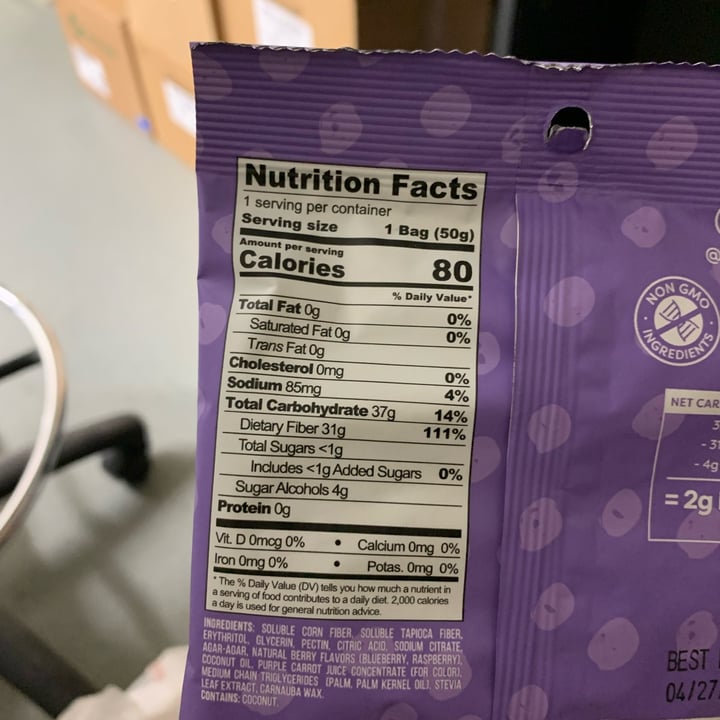 Nutrition Facts
1 serving per container
Serving size 1 Bag (50g)
Amount per serving
Calories 80
% Daily Value*
Total Fat 0g 0%
Saturated Fat 0g 0%
Trans Fat 0g
Cholesterol 0mg 0%
Sodium 85mg 4%
Total Carbohydrate 37g 14%
Dietary Fiber 31g 111%
Total Sugars <1g
Includes <1g Added Sugars 0%
Sugar Alcohols 4g
Protein 0g
Vit. D 0mcg 0% • Calcium 0mg 0%
Iron 0mg 0% • Potas. 0mg 0%
* The % Daily Value (DV) tells you how much a nutrient in
a serving of food contributes to a daily diet. 2,000 calories
a day is used for general nutrition advice.
INGREDIENTS: SOLUBLE CORN FIBER, SOLUBLE TAPIOCA FIBER,
ERYTHRITOL, GLYCERIN, PECTIN, CITRIC ACID, SODIUM CITRATE,
AGAR-AGAR, NATURAL BERRY FLAVORS (BLUEBERRY, RASPBERRY),
COCONUT OIL, PURPLE CARROT JUICE CONCENTRATE (FOR COLOR),
MEDIUM CHAIN TRIGLYCERIDES (PALM, PALM KERNEL OIL), STEVIA
LEAF EXTRACT, CARNAUBA WAX.
CONTAINS: COCONUT.
@
NON GMO
INGREDIENTS
NET CAR
3
- 31
- 4g
= 2g
BEST
04/27